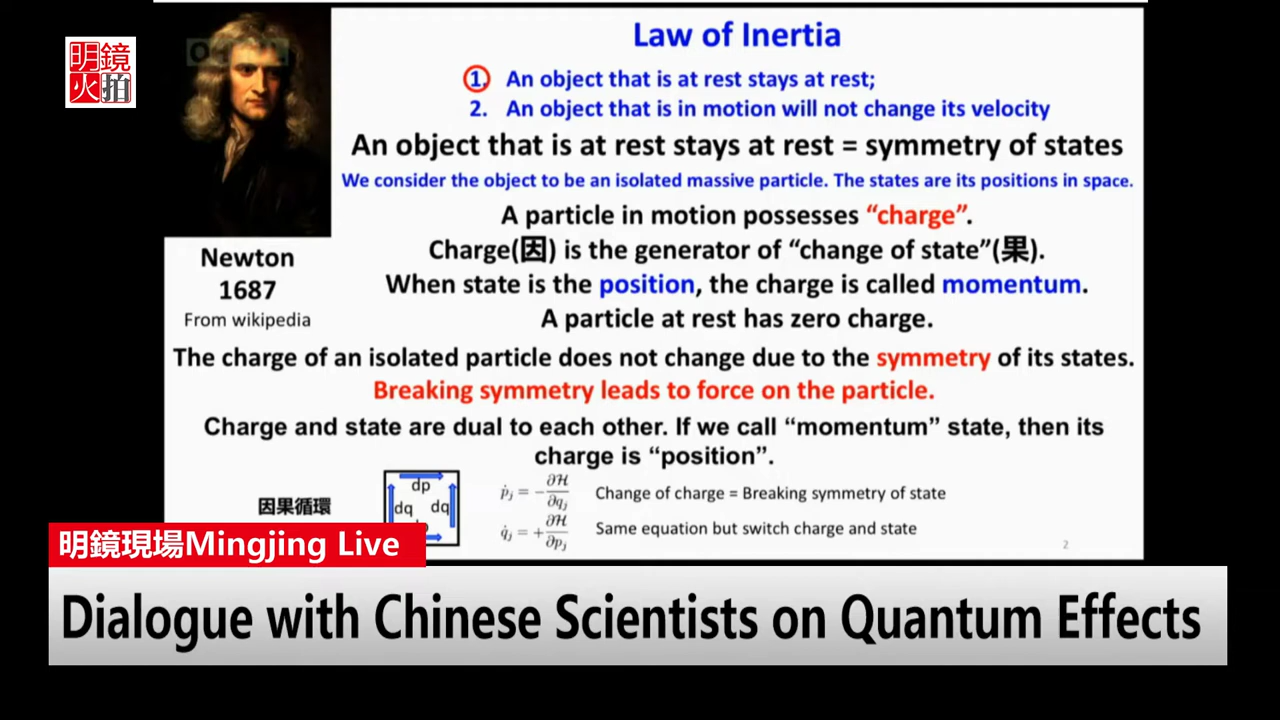 明鏡
火拍
Law of Inertia
1. An object that is at rest stays at rest;
2. An object that is in motion will not change its velocity
An object that is at rest stays at rest = symmetry of states
We consider the object to be an isolated massive particle. The states are its positions in space.
A particle in motion possesses “charge”.
Charge(因) is the generator of “change of state”(果).
When state is the position, the charge is called momentum.
A particle at rest has zero charge.
Newton
1687
From wikipedia
The charge of an isolated particle does not change due to the symmetry of its states.
Breaking symmetry leads to force on the particle.
Charge and state are dual to each other. If we call “momentum” state, then its
charge is “position”.
因果循環
dp
dq dq
ṗⱼ = −∂ℋ/∂qⱼ Change of charge = Breaking symmetry of state
q̇ⱼ = +∂ℋ/∂pⱼ Same equation but switch charge and state
2
明鏡現場Mingjing Live
Dialogue with Chinese Scientists on Quantum Effects